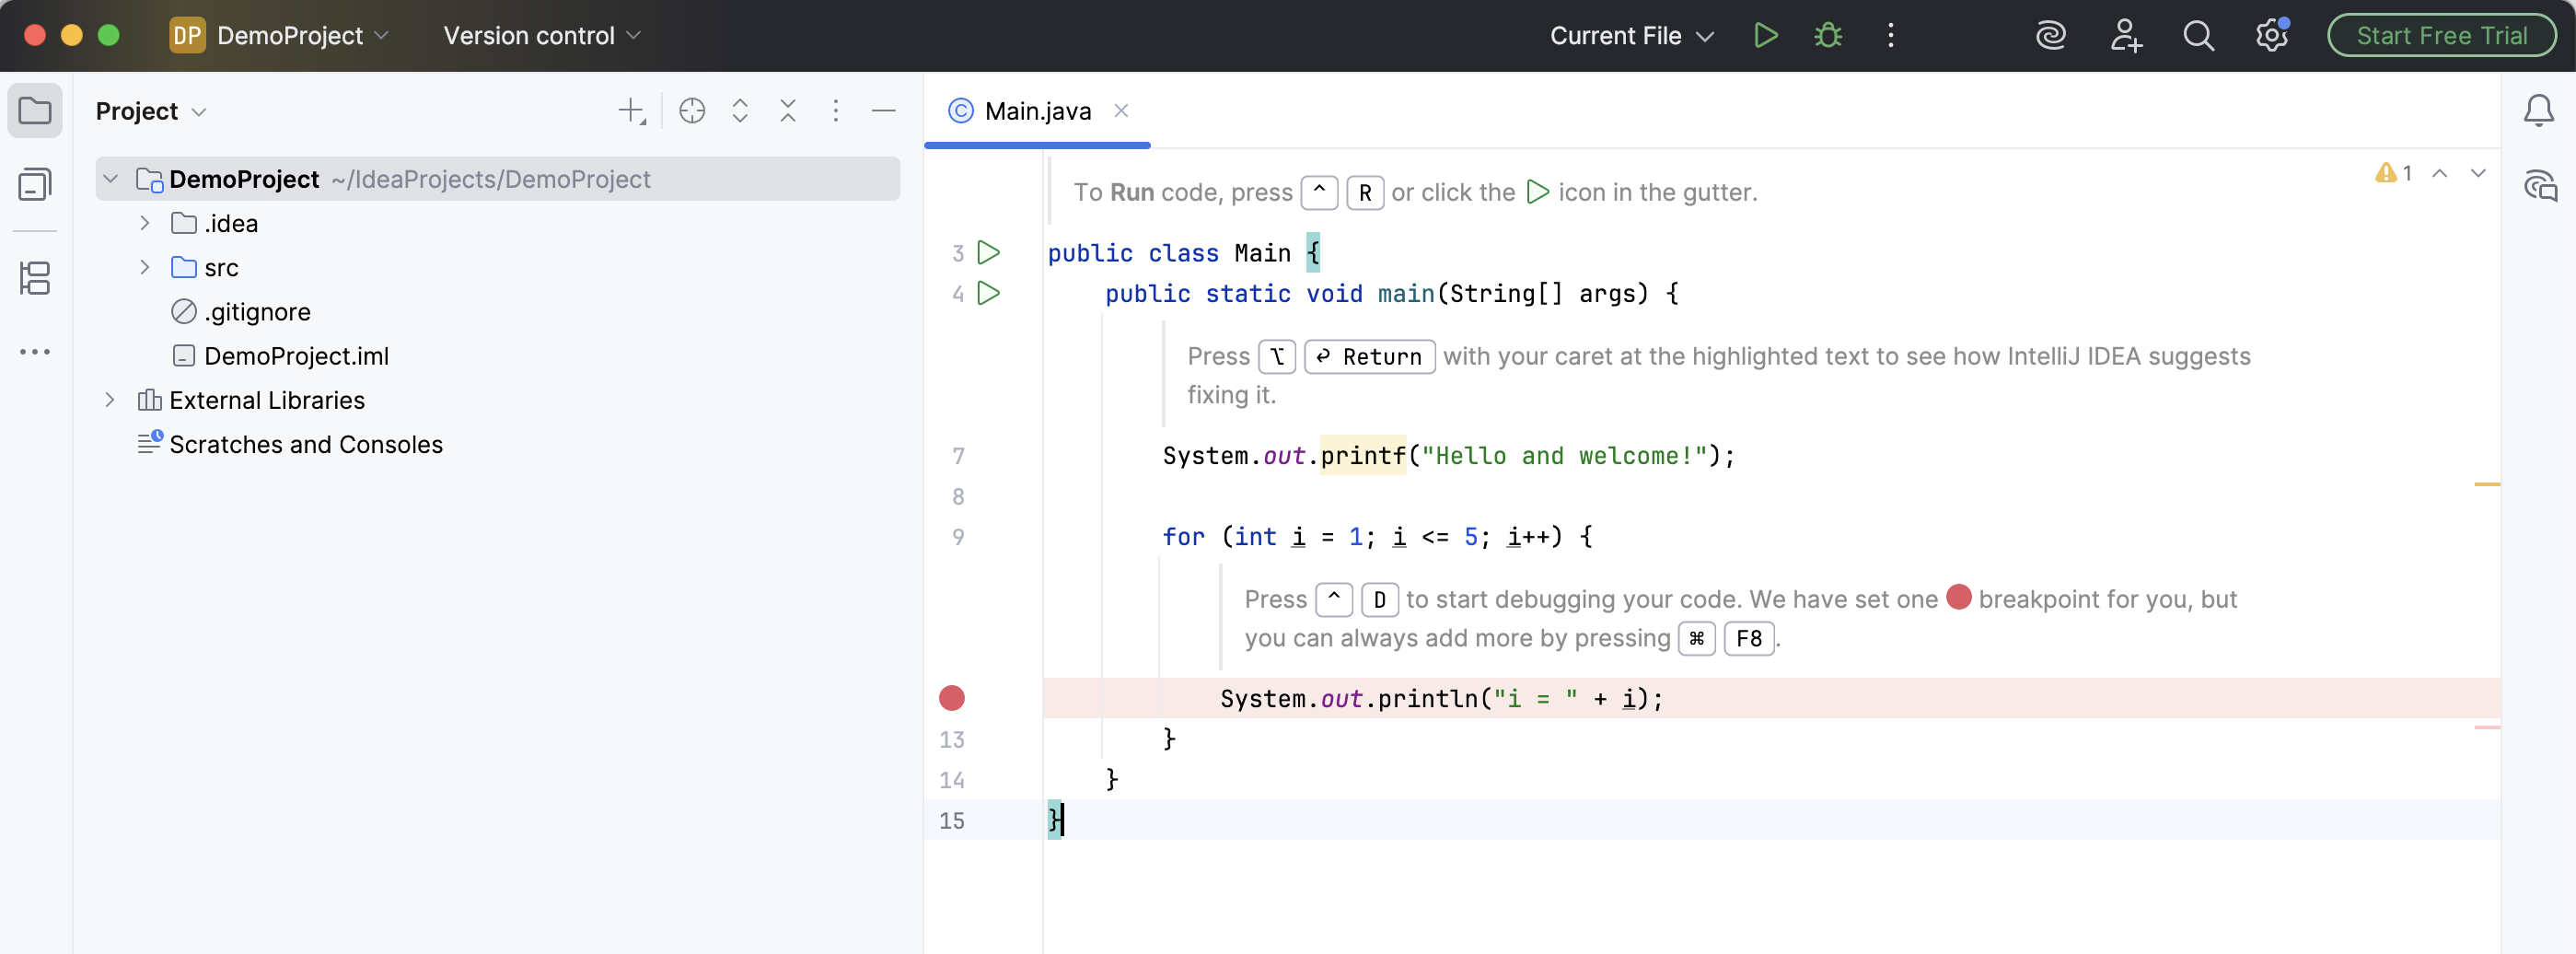 DP DemoProject Version control Current File Start Free Trial
Project
Main.java
DemoProject ~/IdeaProjects/DemoProject
.idea
src
.gitignore
DemoProject.iml
External Libraries
Scratches and Consoles
1
To Run code, press ^ R or click the icon in the gutter.
3 public class Main {
4 public static void main(String[] args) {
Press ⌥ ↩ Return with your caret at the highlighted text to see how IntelliJ IDEA suggests
fixing it.
7 System.out.printf("Hello and welcome!");
8
9 for (int i = 1; i <= 5; i++) {
Press ^ D to start debugging your code. We have set one breakpoint for you, but
you can always add more by pressing ⌘ F8.
System.out.println("i = " + i);
13 }
14 }
15 }